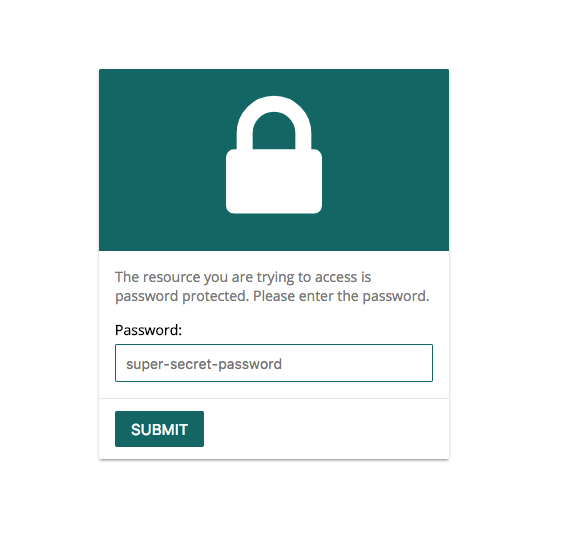 The resource you are trying to access is
password protected. Please enter the password.
Password:
super-secret-password
SUBMIT